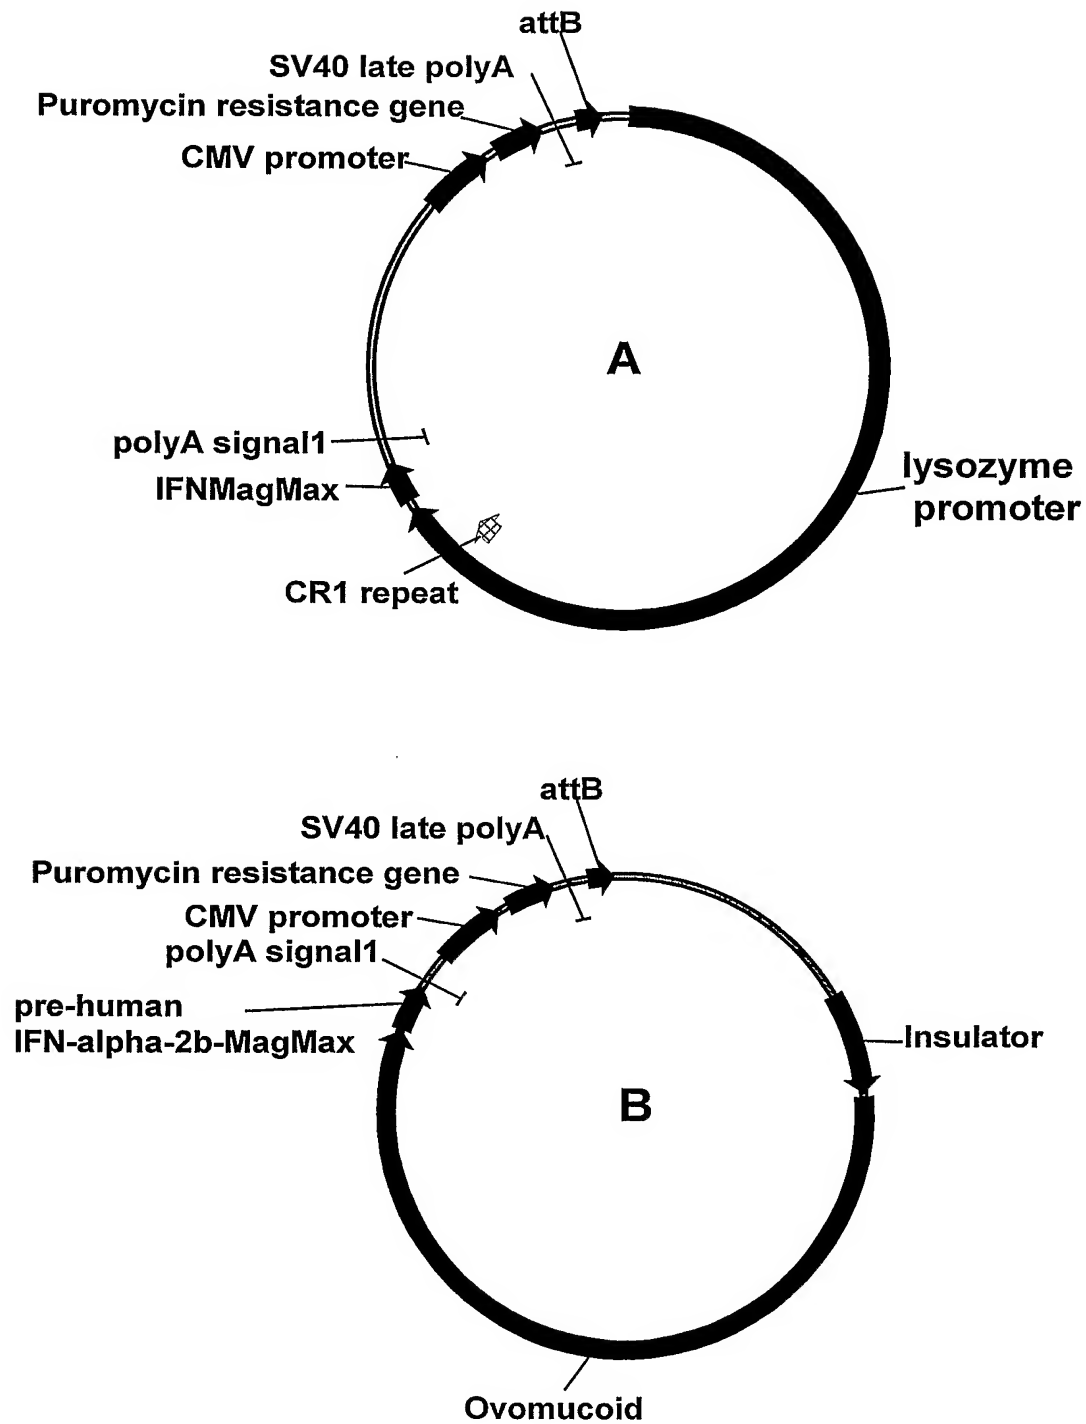 attB
SV40 late polyA
Puromycin resistance gene
CMV promoter
A
polyA signal1
IFNMagMax
lysozyme
promoter
CR1 repeat
attB
SV40 late polyA
Puromycin resistance gene
CMV promoter
polyA signal1
pre-human
IFN-alpha-2b-MagMax
Insulator
B
Ovomucoid